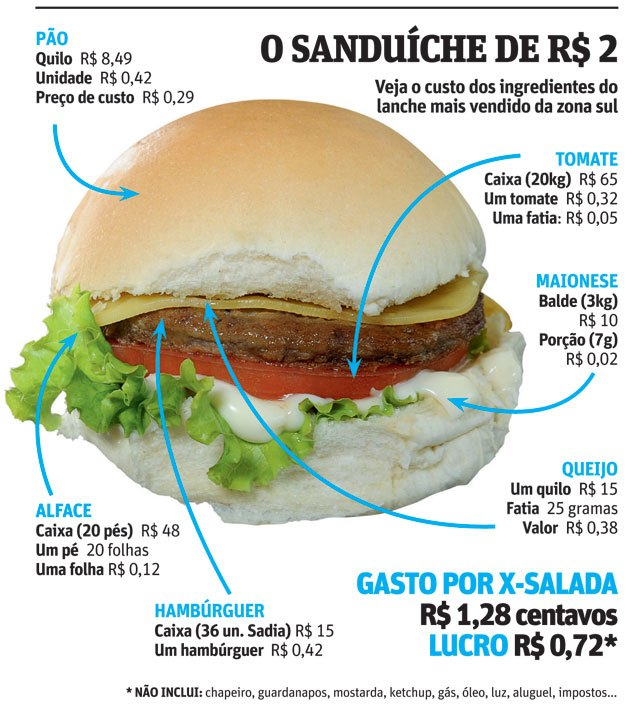 O SANDUÍCHE DE R$ 2
Veja o custo dos ingredientes do
lanche mais vendido da zona sul
PÃO
Quilo R$ 8,49
Unidade R$ 0,42
Preço de custo R$ 0,29
TOMATE
Caixa (20kg) R$ 65
Um tomate R$ 0,32
Uma fatia: R$ 0,05
MAIONESE
Balde (3kg)
R$ 10
Porção (7g)
R$ 0,02
QUEIJO
Um quilo R$ 15
Fatia 25 gramas
Valor R$ 0,38
ALFACE
Caixa (20 pés) R$ 48
Um pé 20 folhas
Uma folha R$ 0,12
HAMBÚRGUER
Caixa (36 un. Sadia) R$ 15
Um hambúrguer R$ 0,42
GASTO POR X-SALADA
R$ 1,28 centavos
LUCRO R$ 0,72*
* NÃO INCLUI: chapeiro, guardanapos, mostarda, ketchup, gás, óleo, luz, aluguel, impostos...